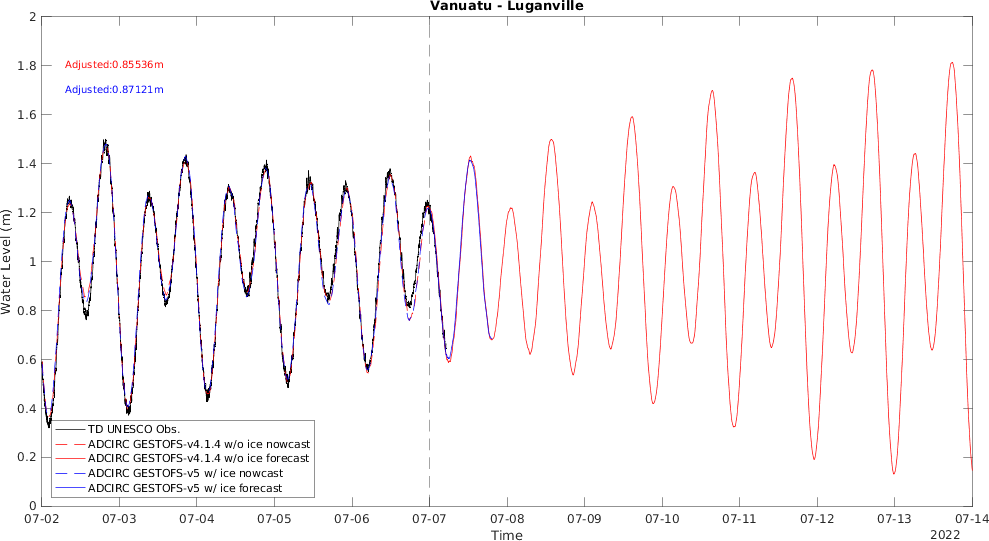 Vanuatu - Luganville
2
1.8
1.6
1.4
1.2
1
0.8
0.6
0.4
0.2
0
Water Level (m)
Adjusted:0.85536m
Adjusted:0.87121m
TD UNESCO Obs.
ADCIRC GESTOFS-v4.1.4 w/o ice nowcast
ADCIRC GESTOFS-v4.1.4 w/o ice forecast
ADCIRC GESTOFS-v5 w/ ice nowcast
ADCIRC GESTOFS-v5 w/ ice forecast
07-02 07-03 07-04 07-05 07-06 07-07 07-08 07-09 07-10 07-11 07-12 07-13 07-14
Time
2022